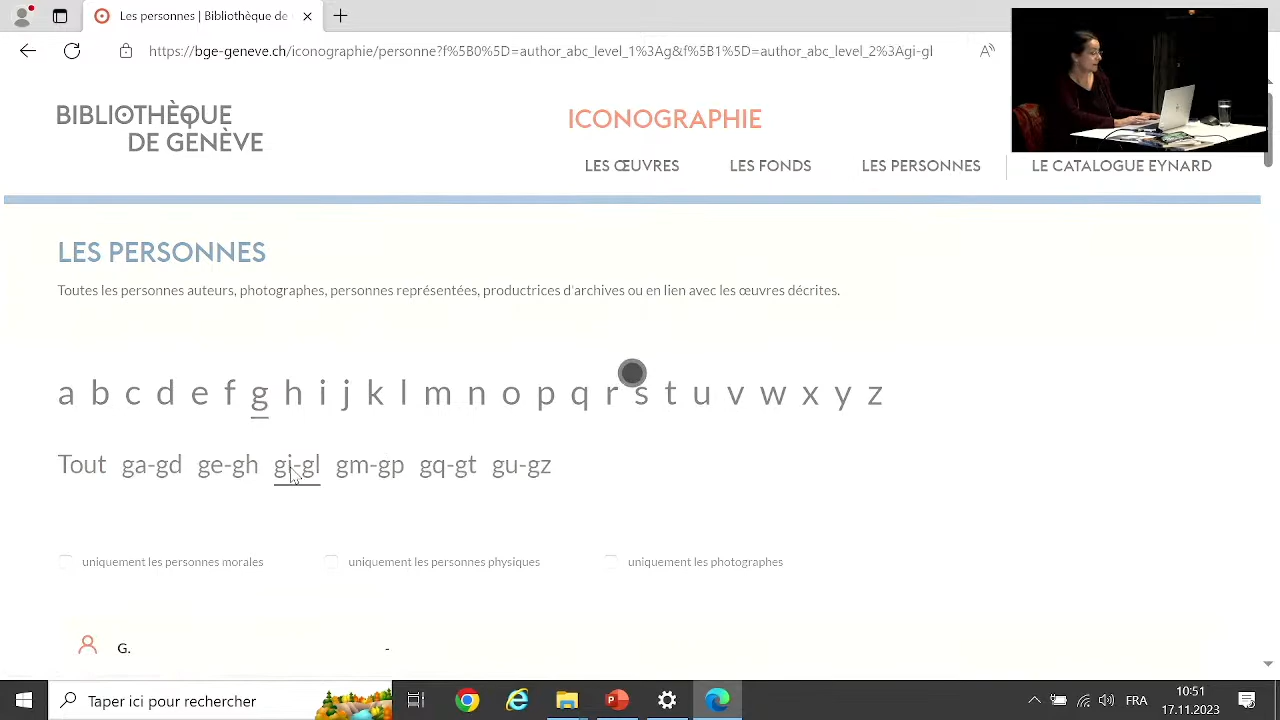 Les personnes | Bibliothèque de
https://bge-geneve.ch/iconographie/personne?f%5B0%5D=author_abc_level_1%3Ag&f%5B1%5D=author_abc_level_2%3Agi-gl
BIBLIOTHÈQUE
DE GENÈVE
ICONOGRAPHIE
LES ŒUVRES LES FONDS LES PERSONNES LE CATALOGUE EYNARD
LES PERSONNES
Toutes les personnes auteurs, photographes, personnes représentées, productrices d'archives ou en lien avec les œuvres décrites.
a b c d e f g h i j k l m n o p q r s t u v w x y z
Tout ga-gd ge-gh gi-gl gm-gp gq-gt gu-gz
uniquement les personnes morales uniquement les personnes physiques uniquement les photographes
G. -
Taper ici pour rechercher
FRA
10:51
17.11.2023